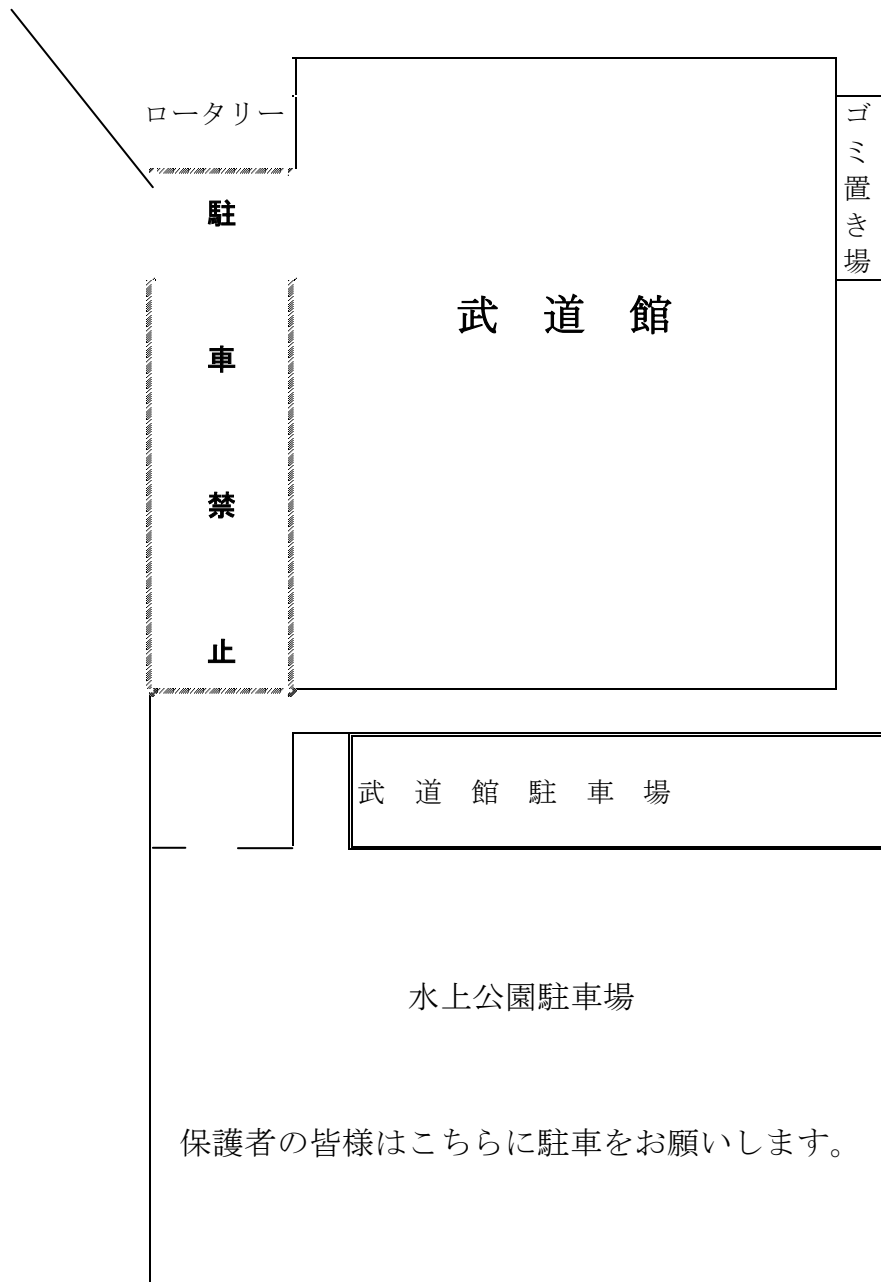 ロータリー
ゴミ置き場
駐車禁止
武　道　館
武　道　館　駐　車　場
水上公園駐車場
保護者の皆様はこちらに駐車をお願いします。